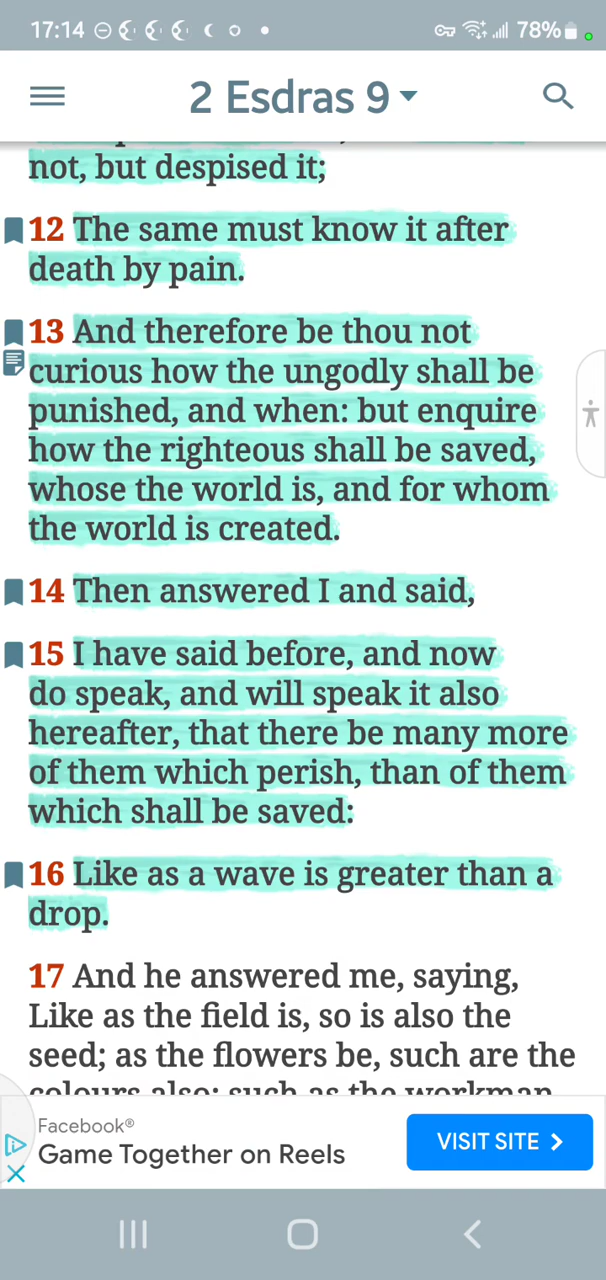 17:14
78%
2 Esdras 9
not, but despised it;
12 The same must know it after
death by pain.
13 And therefore be thou not
curious how the ungodly shall be
punished, and when: but enquire
how the righteous shall be saved,
whose the world is, and for whom
the world is created.
14 Then answered I and said,
15 I have said before, and now
do speak, and will speak it also
hereafter, that there be many more
of them which perish, than of them
which shall be saved:
16 Like as a wave is greater than a
drop.
17 And he answered me, saying,
Like as the field is, so is also the
seed; as the flowers be, such are the
colours also; such as the workman
Facebook®
Game Together on Reels
VISIT SITE